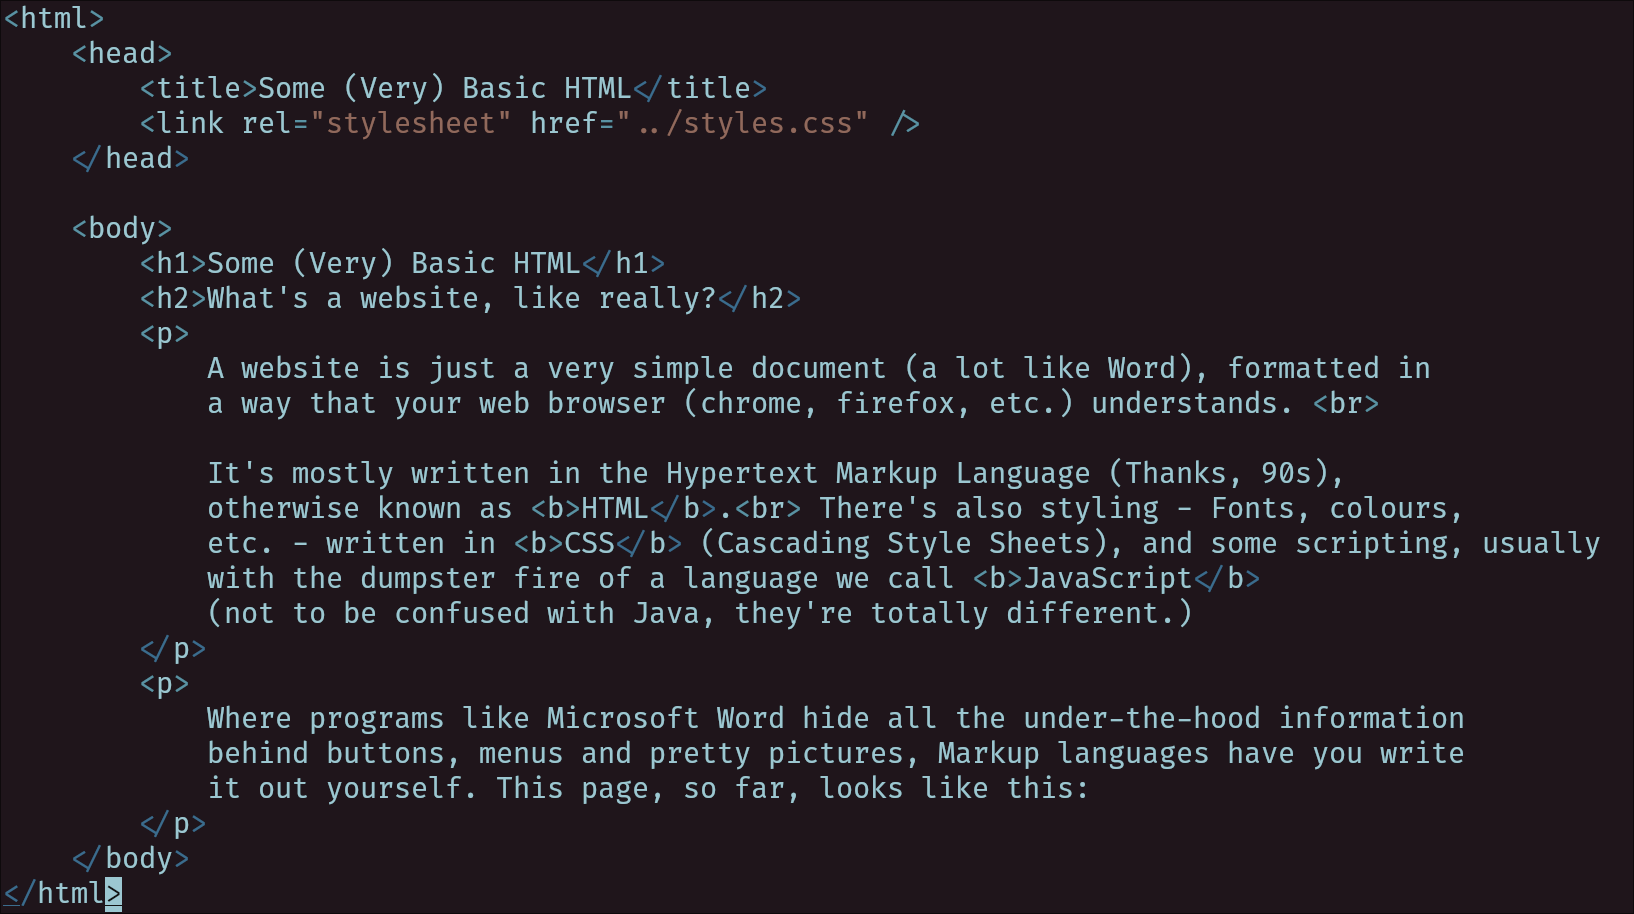 <html>
    <head>
        <title>Some (Very) Basic HTML</title>
        <link rel="stylesheet" href="../styles.css" />
    </head>

    <body>
        <h1>Some (Very) Basic HTML</h1>
        <h2>What's a website, like really?</h2>
        <p>
            A website is just a very simple document (a lot like Word), formatted in
            a way that your web browser (chrome, firefox, etc.) understands. <br>

            It's mostly written in the Hypertext Markup Language (Thanks, 90s),
            otherwise known as <b>HTML</b>.<br> There's also styling - Fonts, colours,
            etc. - written in <b>CSS</b> (Cascading Style Sheets), and some scripting, usually
            with the dumpster fire of a language we call <b>JavaScript</b>
            (not to be confused with Java, they're totally different.)
        </p>
        <p>
            Where programs like Microsoft Word hide all the under-the-hood information
            behind buttons, menus and pretty pictures, Markup languages have you write
            it out yourself. This page, so far, looks like this:
        </p>
    </body>
</html>